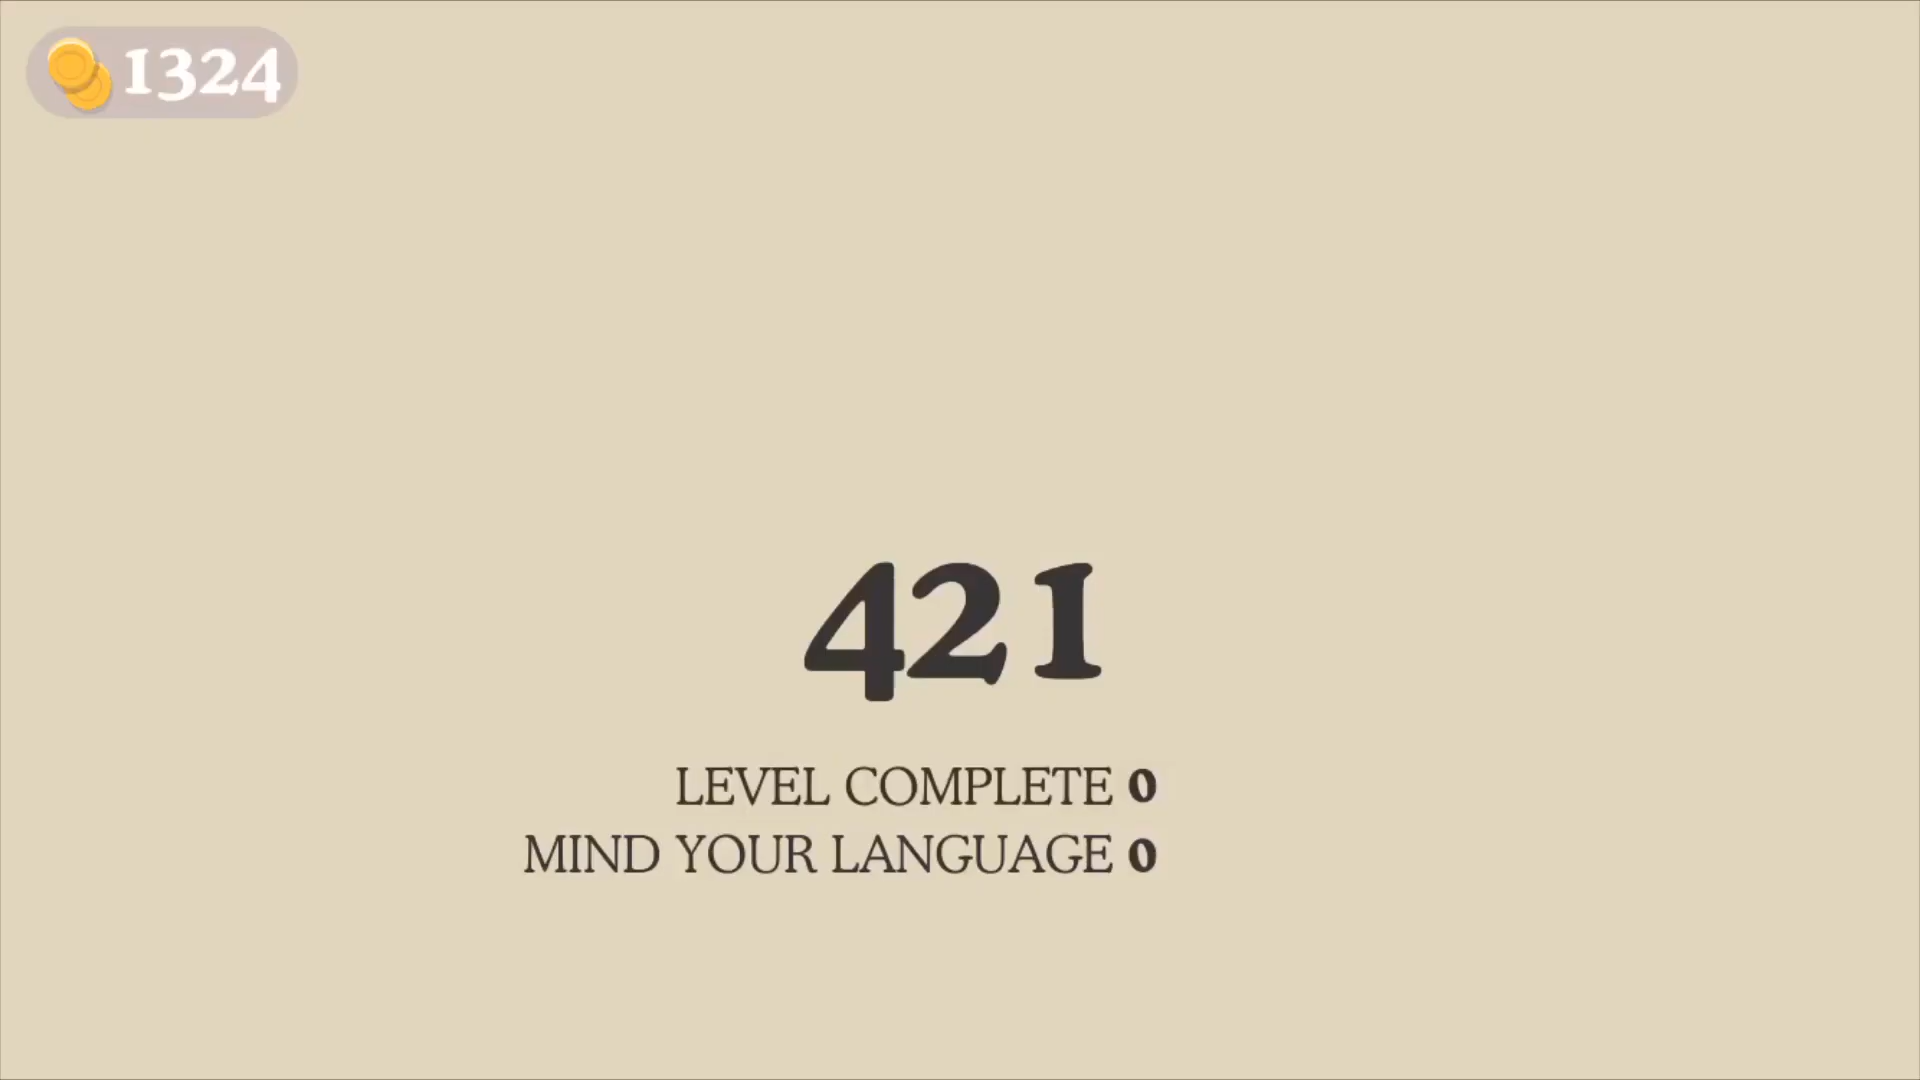 1324
421
LEVEL COMPLETE 0
MIND YOUR LANGUAGE 0